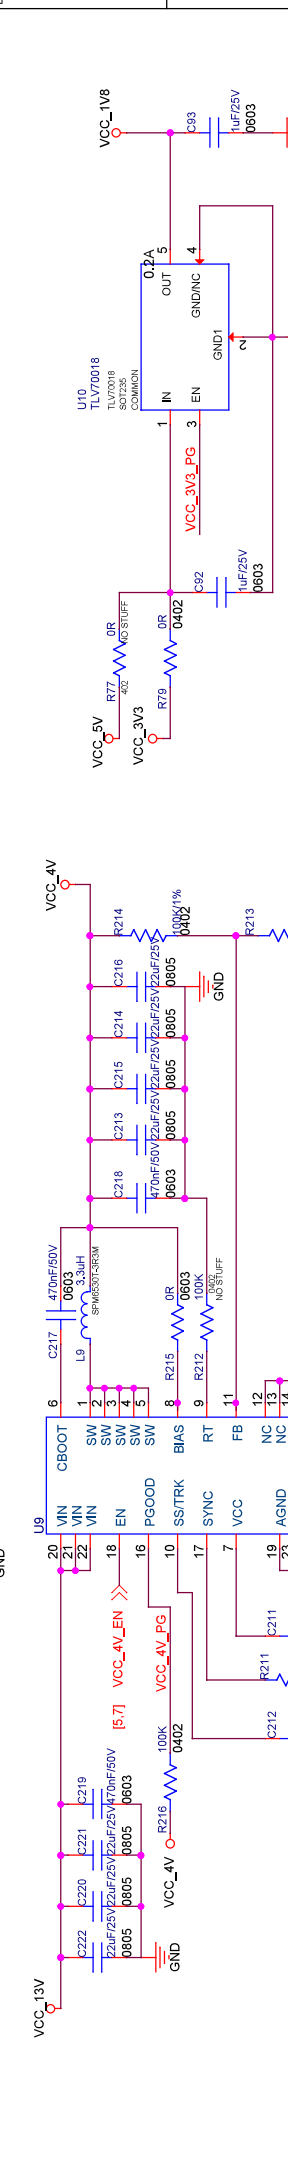 VCC_1V8
C93
1uF/25V
0603
0.2A
5
4
OUT
GND/NC
GND1
2
U10
TLV70018
TLV70018
SOT235
COMMON
IN
EN
1
3
VCC_3V3_PG
C92
1uF/25V
0603
R77
0R
402
NO STUFF
R79
0R
0402
VCC_5V
VCC_3V3
VCC_4V
R214
100K/1%
0402
R213
C216
22uF/25V
0805
GND
C214
22uF/25V
0805
C215
22uF/25V
0805
C213
22uF/25V
0805
C218
470nF/50V
0603
C217
470nF/50V
0603
L9
3.3uH
SPM6530T-3R3M
R215
0R
0603
R212
100K
0402
NO STUFF
6
1
2
3
4
5
8
9
11
12
13
14
CBOOT
SW
SW
SW
SW
SW
BIAS
RT
FB
NC
NC
U9
VIN
VIN
VIN
EN
PGOOD
SS/TRK
SYNC
VCC
AGND
20
21
22
18
16
10
17
7
19
23
GND
[5,7]
VCC_4V_EN
VCC_4V_PG
C211
R211
C212
R216
100K
0402
VCC_4V
C219
470nF/50V
0603
C221
22uF/25V
0805
C220
22uF/25V
0805
C222
22uF/25V
0805
GND
VCC_13V